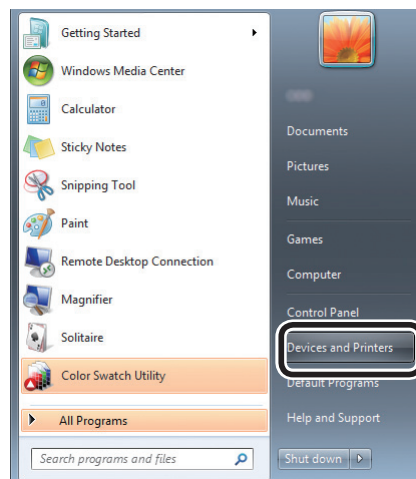 Getting Started
Windows Media Center
Calculator
Sticky Notes
Snipping Tool
Paint
Remote Desktop Connection
Magnifier
Solitaire
Color Swatch Utility
All Programs
Search programs and files
Documents
Pictures
Music
Games
Computer
Control Panel
Devices and Printers
Default Programs
Help and Support
Shut down